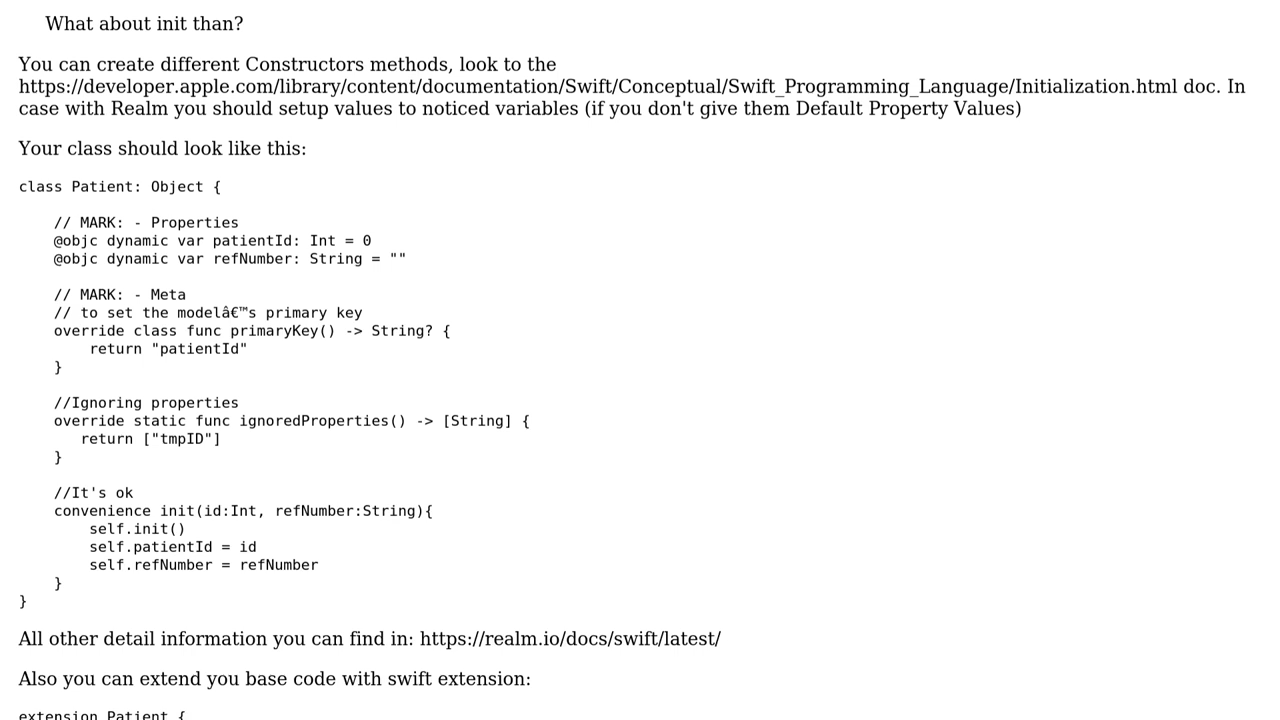 What about init than?
You can create different Constructors methods, look to the
https://developer.apple.com/library/content/documentation/Swift/Conceptual/Swift_Programming_Language/Initialization.html doc. In
case with Realm you should setup values to noticed variables (if you don't give them Default Property Values)
Your class should look like this:
class Patient: Object {
    // MARK: - Properties
    @objc dynamic var patientId: Int = 0
    @objc dynamic var refNumber: String = ""
    // MARK: - Meta
    // to set the modelâ€™s primary key
    override class func primaryKey() -> String? {
        return "patientId"
    }
    //Ignoring properties
    override static func ignoredProperties() -> [String] {
       return ["tmpID"]
    }
    //It's ok
    convenience init(id:Int, refNumber:String){
        self.init()
        self.patientId = id
        self.refNumber = refNumber
    }
}
All other detail information you can find in: https://realm.io/docs/swift/latest/
Also you can extend you base code with swift extension:
extension Patient {